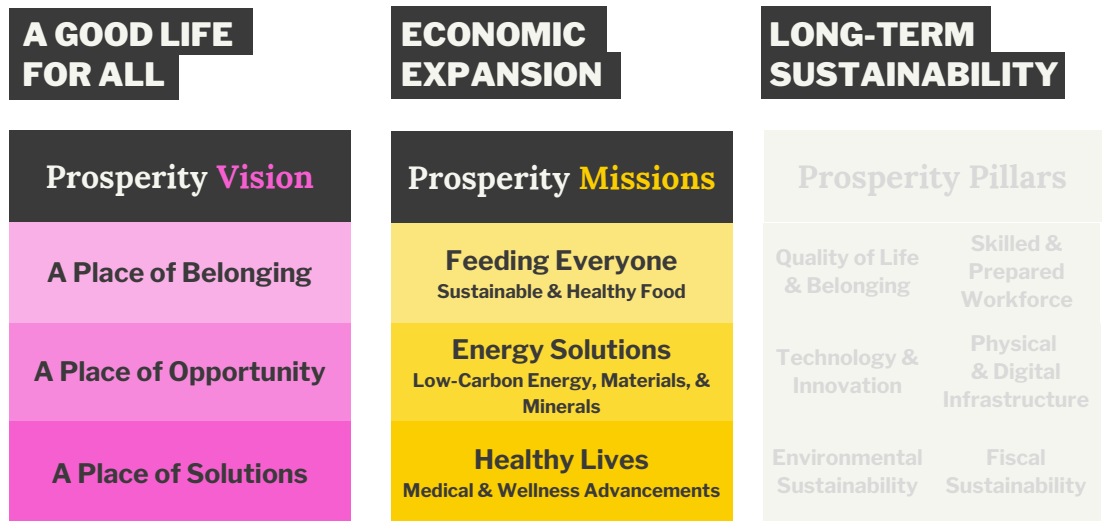 A GOOD LIFE
FOR ALL
ECONOMIC
EXPANSION
LONG-TERM
SUSTAINABILITY
Prosperity Vision
A Place of Belonging
A Place of Opportunity
A Place of Solutions
Prosperity Missions
Feeding Everyone
Sustainable & Healthy Food
Energy Solutions
Low-Carbon Energy, Materials, &
Minerals
Healthy Lives
Medical & Wellness Advancements
Prosperity Pillars
Quality of Life
& Belonging
Skilled &
Prepared
Workforce
Technology &
Innovation
Physical
& Digital
Infrastructure
Environmental
Sustainability
Fiscal
Sustainability